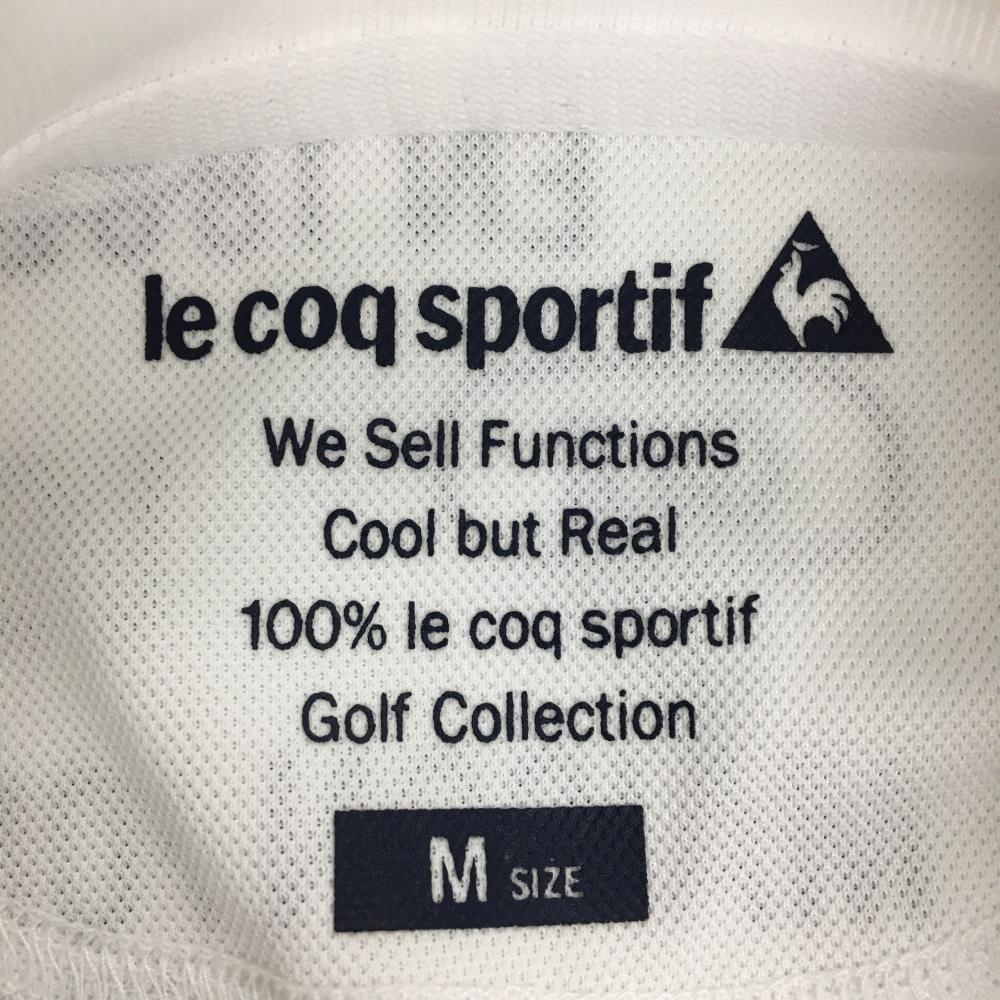 le coq sportif
We Sell Functions
Cool but Real
100% le coq sportif
Golf Collection
M SIZE